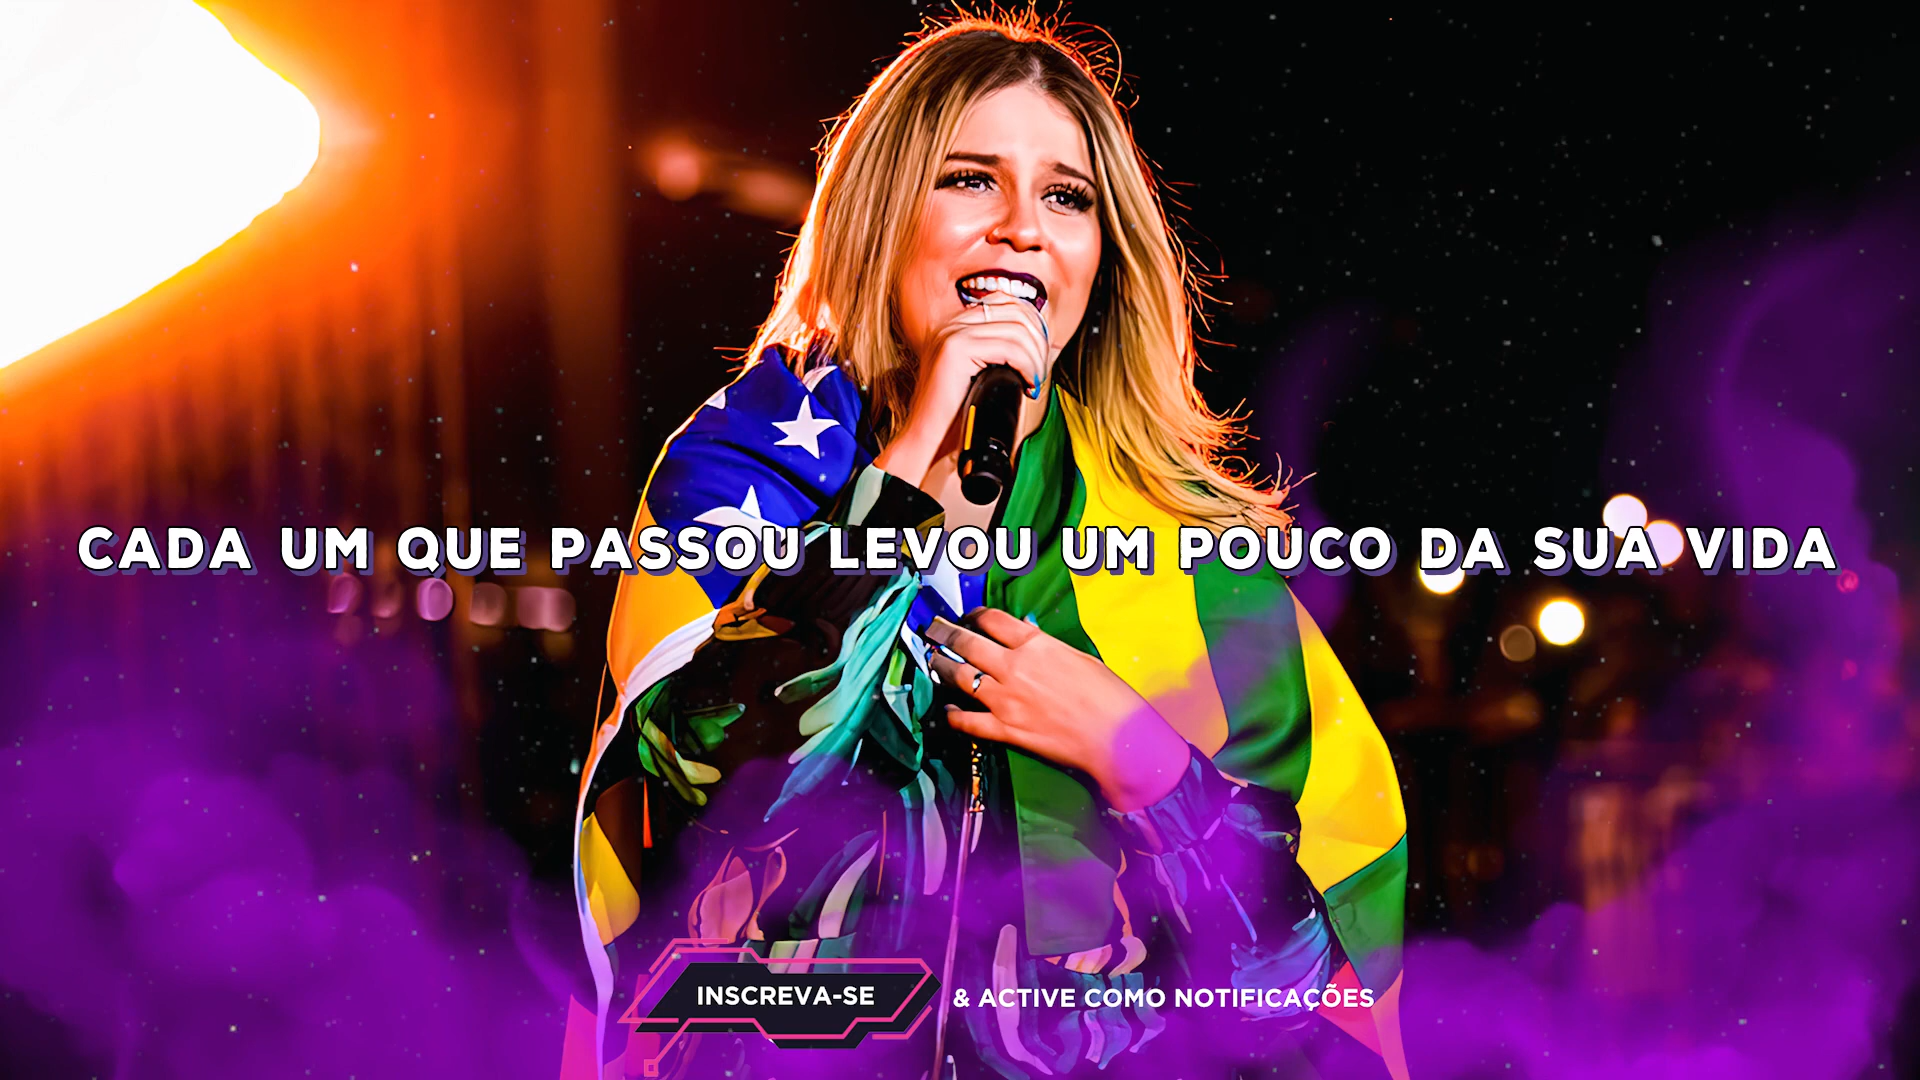 CADA UM QUE PASSOU LEVOU UM POUCO DA SUA VIDA
INSCREVA-SE
& ACTIVE COMO NOTIFICAÇÕES